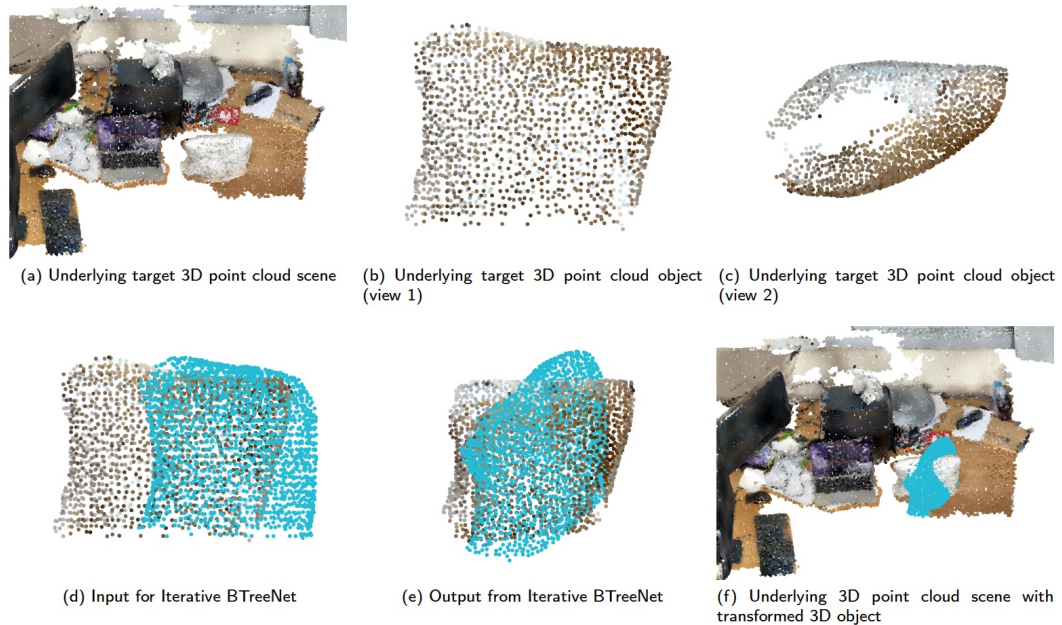 (a) Underlying target 3D point cloud scene
(b) Underlying target 3D point cloud object
(view 1)
(c) Underlying target 3D point cloud object
(view 2)
(d) Input for Iterative BTreeNet
(e) Output from Iterative BTreeNet
(f) Underlying 3D point cloud scene with
transformed 3D object